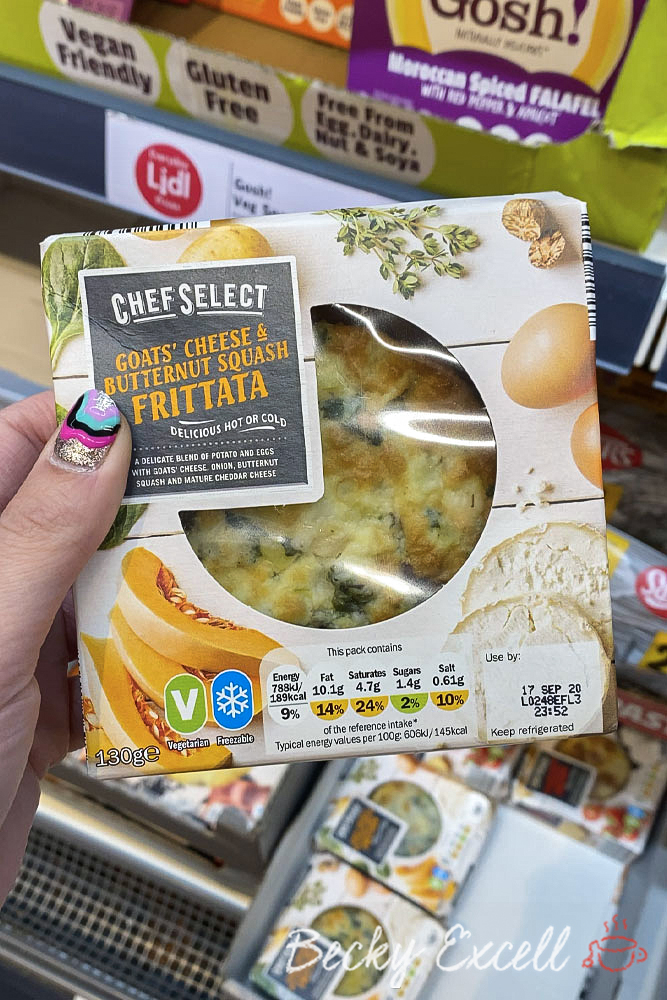 Gosh!
NATURALLY DELICIOUS
Moroccan Spiced FALAFEL
WITH RED PEPPER & APRICOT
Vegan
Friendly
Gluten
Free
Free From
Egg, Dairy,
Nut & Soya
Lidl
Gosh!
Veg
CHEF SELECT
GOATS' CHEESE &
BUTTERNUT SQUASH
FRITTATA
DELICIOUS HOT OR COLD
A DELICATE BLEND OF POTATO AND EGGS
WITH GOATS' CHEESE, ONION, BUTTERNUT
SQUASH AND MATURE CHEDDAR CHEESE
This pack contains
Energy Fat Saturates Sugars Salt
788kJ/ 10.1g 4.7g 1.4g 0.61g
189kcal
9% 14% 24% 2% 10%
of the reference intake*
Typical energy values per 100g: 606kJ/145kcal
Use by:
17 SEP 20
L0248EFL3
23:52
Keep refrigerated
V
Vegetarian Freezable
130g e
Becky Excell